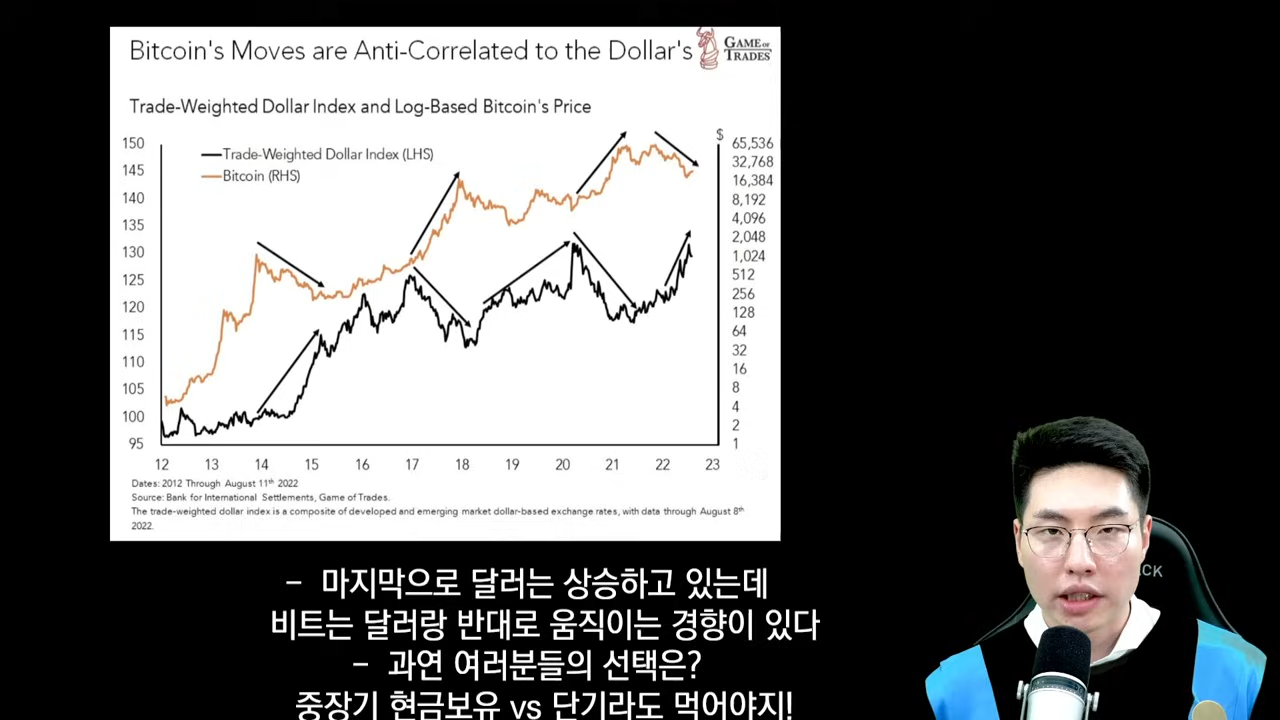 Bitcoin's Moves are Anti-Correlated to the Dollar's
GAME OF
TRADES
Trade-Weighted Dollar Index and Log-Based Bitcoin's Price
Trade-Weighted Dollar Index (LHS)
Bitcoin (RHS)
150
145
140
135
130
125
120
115
110
105
100
95
$
65,536
32,768
16,384
8,192
4,096
2,048
1,024
512
256
128
64
32
16
8
4
2
1
12 13 14 15 16 17 18 19 20 21 22 23
Dates: 2012 Through August 11th 2022
Source: Bank for International Settlements, Game of Trades.
The trade-weighted dollar index is a composite of developed and emerging market dollar-based exchange rates, with data through August 8th
2022.
- 마지막으로 달러는 상승하고 있는데
비트는 달러랑 반대로 움직이는 경향이 있다
- 과연 여러분들의 선택은?
중장기 현금보유 vs 단기라도 먹어야지!